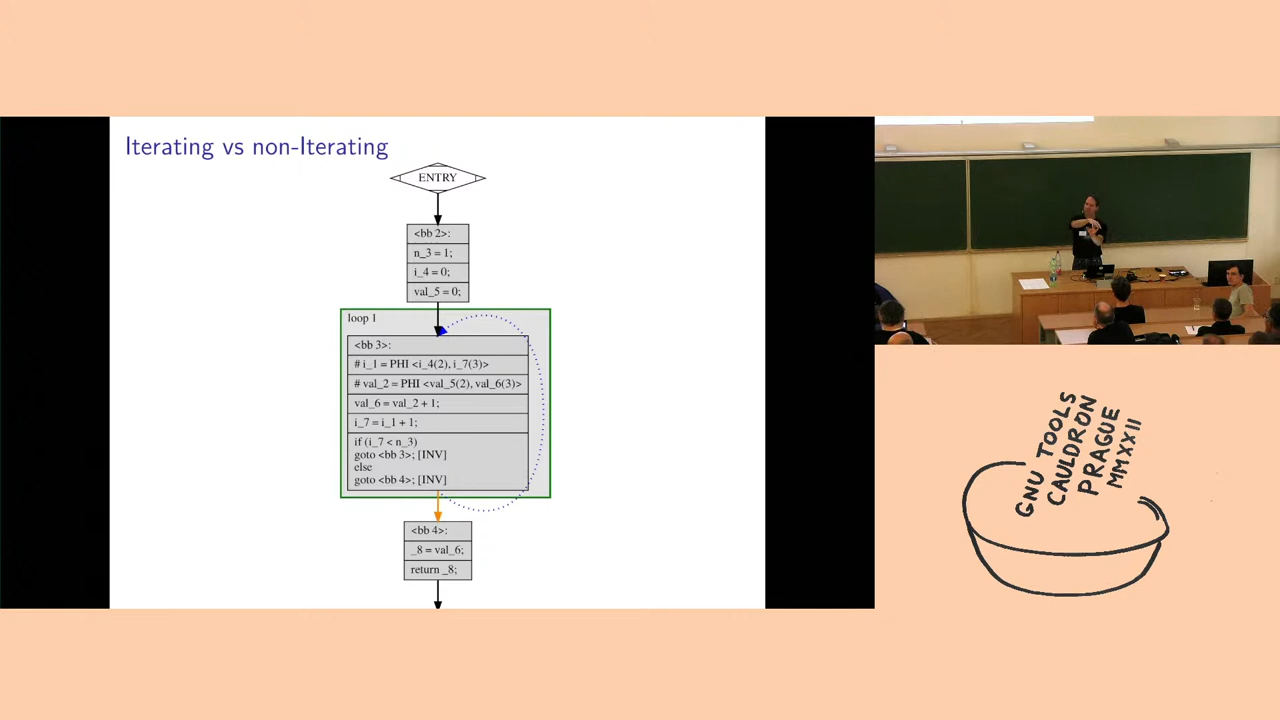 Iterating vs non-Iterating
ENTRY
<bb 2>:
n_3 = 1;
i_4 = 0;
val_5 = 0;
loop 1
<bb 3>:
# i_1 = PHI <i_4(2), i_7(3)>
# val_2 = PHI <val_5(2), val_6(3)>
val_6 = val_2 + 1;
i_7 = i_1 + 1;
if (i_7 < n_3)
goto <bb 3>; [INV]
else
goto <bb 4>; [INV]
<bb 4>:
_8 = val_6;
return _8;
GNU TOOLS
CAULDRON
PRAGUE
MMXXII